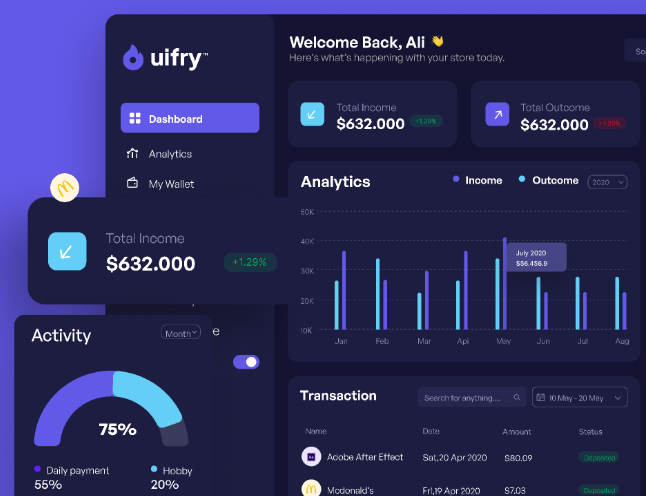 uifry™
Dashboard
Analytics
My Wallet
Welcome Back, Ali 👋
Here's what's happening with your store today.
Total Income
$632.000
+1.29%
Total Outcome
$632.000
+1.29%
Total Income
$632.000
+1.29%
Analytics
Income
Outcome
2020
50K
40K
30K
20K
10K
July 2020
$56.456.9
Jan
Feb
Mar
Api
May
Jun
Jul
Aug
Activity
Month
75%
Daily payment
55%
Hobby
20%
Transaction
Search for anything....
10 May - 20 May
Name
Date
Amount
Status
Adobe After Effect
Sat,20 Apr 2020
$80.09
Deposited
Mcdonald's
Fri,19 Apr 2020
$7.03
Deposited